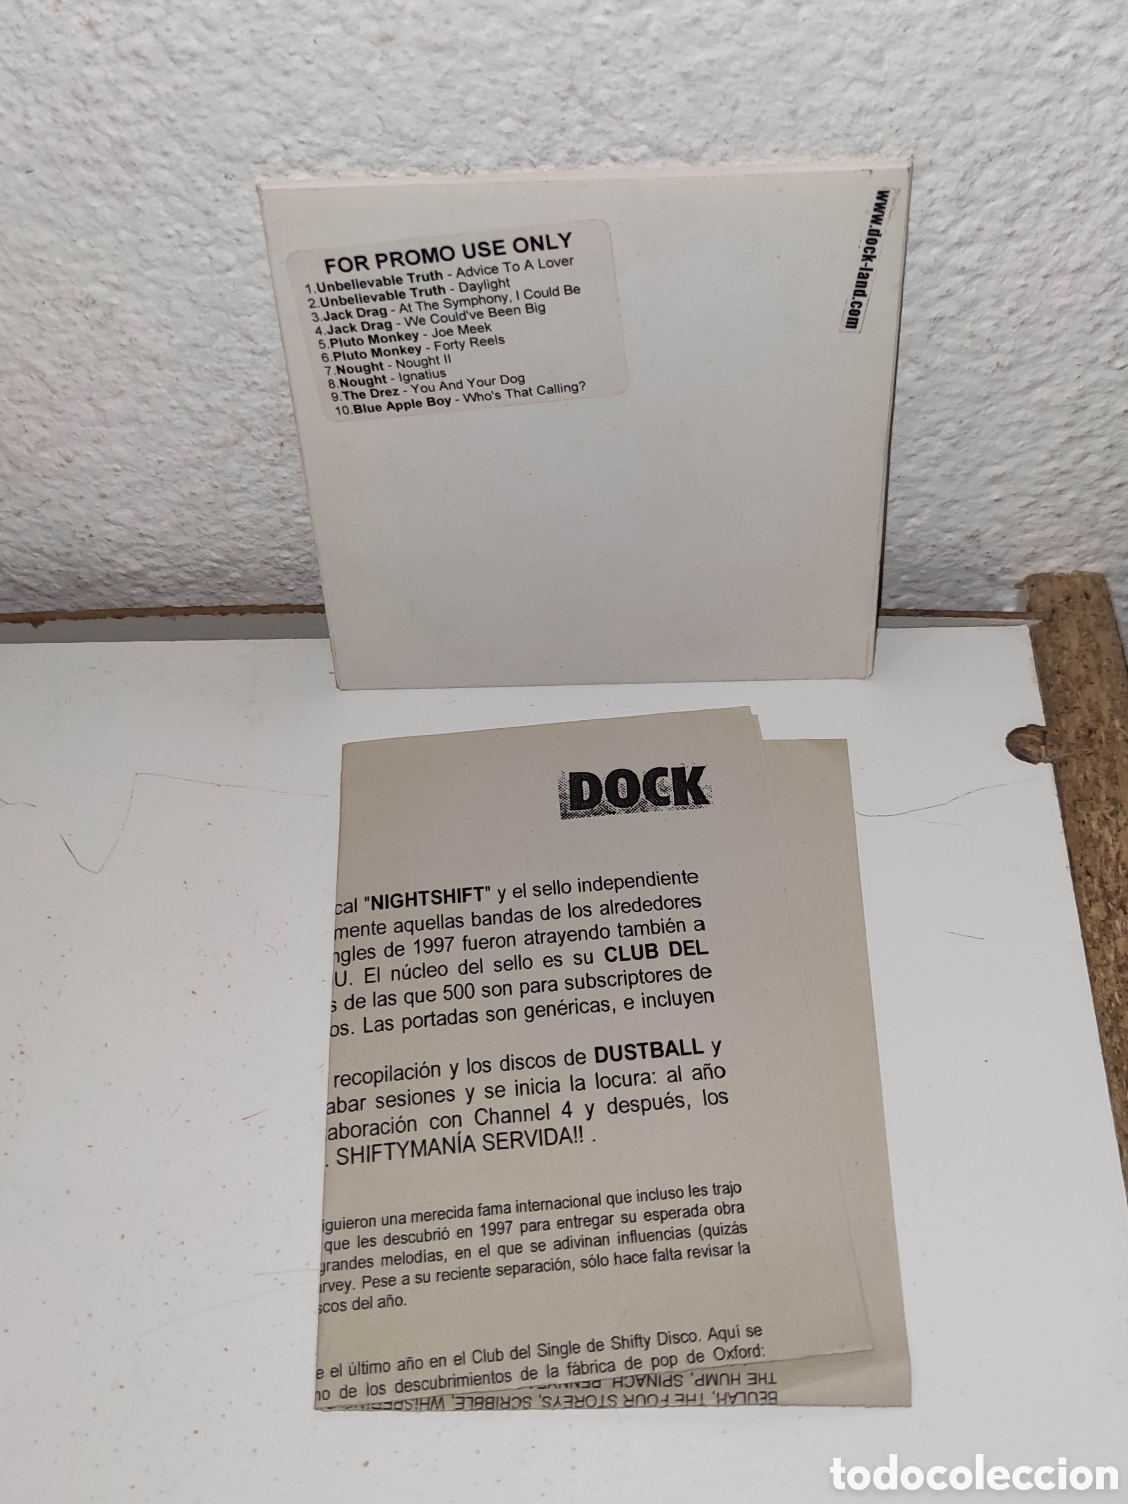 FOR PROMO USE ONLY
1.Unbelievable Truth - Advice To A Lover
2.Unbelievable Truth - Daylight
3.Jack Drag - At The Symphony, I Could Be
4.Jack Drag - We Could've Been Big
5.Pluto Monkey - Joe Meek
6.Pluto Monkey - Forty Reels
7.Nought - Nought II
8.Nought - Ignatius
9.The Drez - You And Your Dog
10.Blue Apple Boy - Who's That Calling?
www.dock-land.com
DOCK
cal "NIGHTSHIFT" y el sello independiente
mente aquellas bandas de los alrededores
ngles de 1997 fueron atrayendo también a
U. El núcleo del sello es su CLUB DEL
s de las que 500 son para subscriptores de
os. Las portadas son genéricas, e incluyen
recopilación y los discos de DUSTBALL y
abar sesiones y se inicia la locura: al año
aboración con Channel 4 y después, los
. SHIFTYMANÍA SERVIDA!! .
iguieron una merecida fama internacional que incluso les trajo
que les descubrió en 1997 para entregar su esperada obra
grandes melodías, en el que se adivinan influencias (quizás
arvey. Pese a su reciente separación, sólo hace falta revisar la
scos del año.
e el último año en el Club del Single de Shifty Disco. Aquí se
no de los descubrimientos de la fábrica de pop de Oxford:
THE HUMP, SPINACH,
BEULAH, THE FOUR STOREYS, SCRIBBLE,
todocoleccion